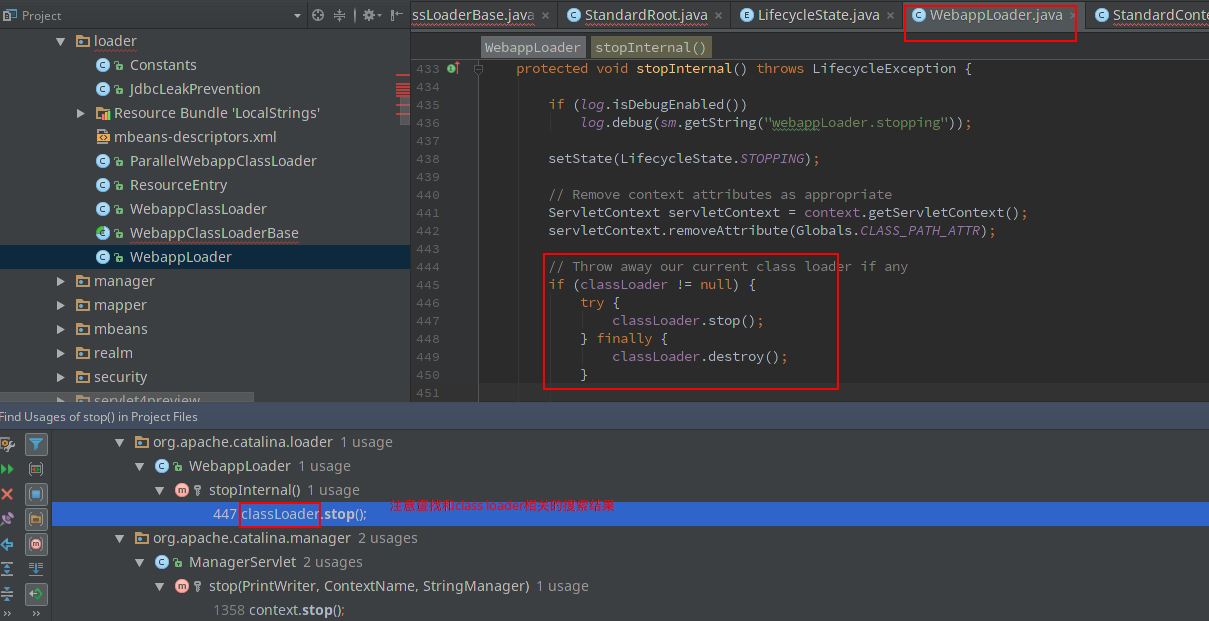 Project
ssLoaderBase.java
StandardRoot.java
LifecycleState.java
WebappLoader.java
StandardConte
loader
Constants
JdbcLeakPrevention
Resource Bundle 'LocalStrings'
mbeans-descriptors.xml
ParallelWebappClassLoader
ResourceEntry
WebappClassLoader
WebappClassLoaderBase
WebappLoader
manager
mapper
mbeans
realm
security
servlet4preview
WebappLoader stopInternal()
433 protected void stopInternal() throws LifecycleException {
434
435 if (log.isDebugEnabled())
436 log.debug(sm.getString("webappLoader.stopping"));
437
438 setState(LifecycleState.STOPPING);
439
440 // Remove context attributes as appropriate
441 ServletContext servletContext = context.getServletContext();
442 servletContext.removeAttribute(Globals.CLASS_PATH_ATTR);
443
444 // Throw away our current class loader if any
445 if (classLoader != null) {
446 try {
447 classLoader.stop();
448 } finally {
449 classLoader.destroy();
450 }
451
Find Usages of stop() in Project Files
org.apache.catalina.loader 1 usage
WebappLoader 1 usage
stopInternal() 1 usage
447 classLoader.stop(); 注意查找和class loader相关的搜索结果
org.apache.catalina.manager 2 usages
ManagerServlet 2 usages
stop(PrintWriter, ContextName, StringManager) 1 usage
1358 context.stop();